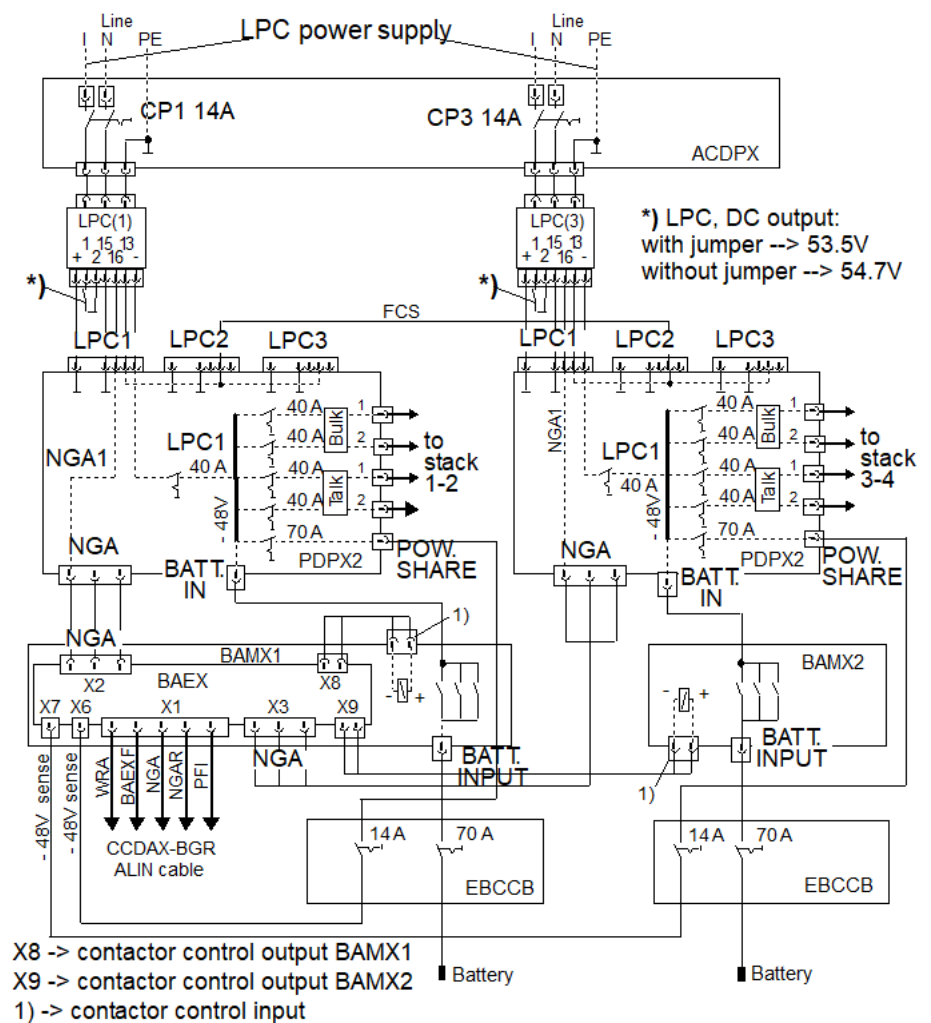 Line Line
I N PE LPC power supply I N PE
CP1 14A CP3 14A
ACDPX
LPC(1) LPC(3)
1 15 13 1 15 13
+ 2 16 - + 2 16 -
*) LPC, DC output:
with jumper --> 53.5V
without jumper --> 54.7V
*) *)
FCS
LPC1 LPC2 LPC3 LPC1 LPC2 LPC3
40 A 1 40 A 1
Bulk Bulk
40 A 2 40 A 2
LPC1 LPC1
NGA1 NGA1
40 A 40 A 1 40 A 40 A 1
Talk Talk
40 A 2 40 A 2
to
stack
1-2
to
stack
3-4
- 48V - 48V
70 A 70 A
NGA PDPX2 NGA PDPX2
BATT.
IN
POW.
SHARE
BATT.
IN
POW.
SHARE
NGA 1)
BAMX1 BAMX2
X2 BAEX X8
- + - +
X7 X6 X1 X3 X9
NGA
BATT.
INPUT
BATT.
INPUT
1)
- 48V sense
- 48V sense
WRA
BAEXF
NGA
NGAR
PFI
CCDAX-BGR
ALIN cable
14 A 70 A 14 A 70 A
EBCCB EBCCB
X8 -> contactor control output BAMX1
X9 -> contactor control output BAMX2
1) -> contactor control input
Battery Battery